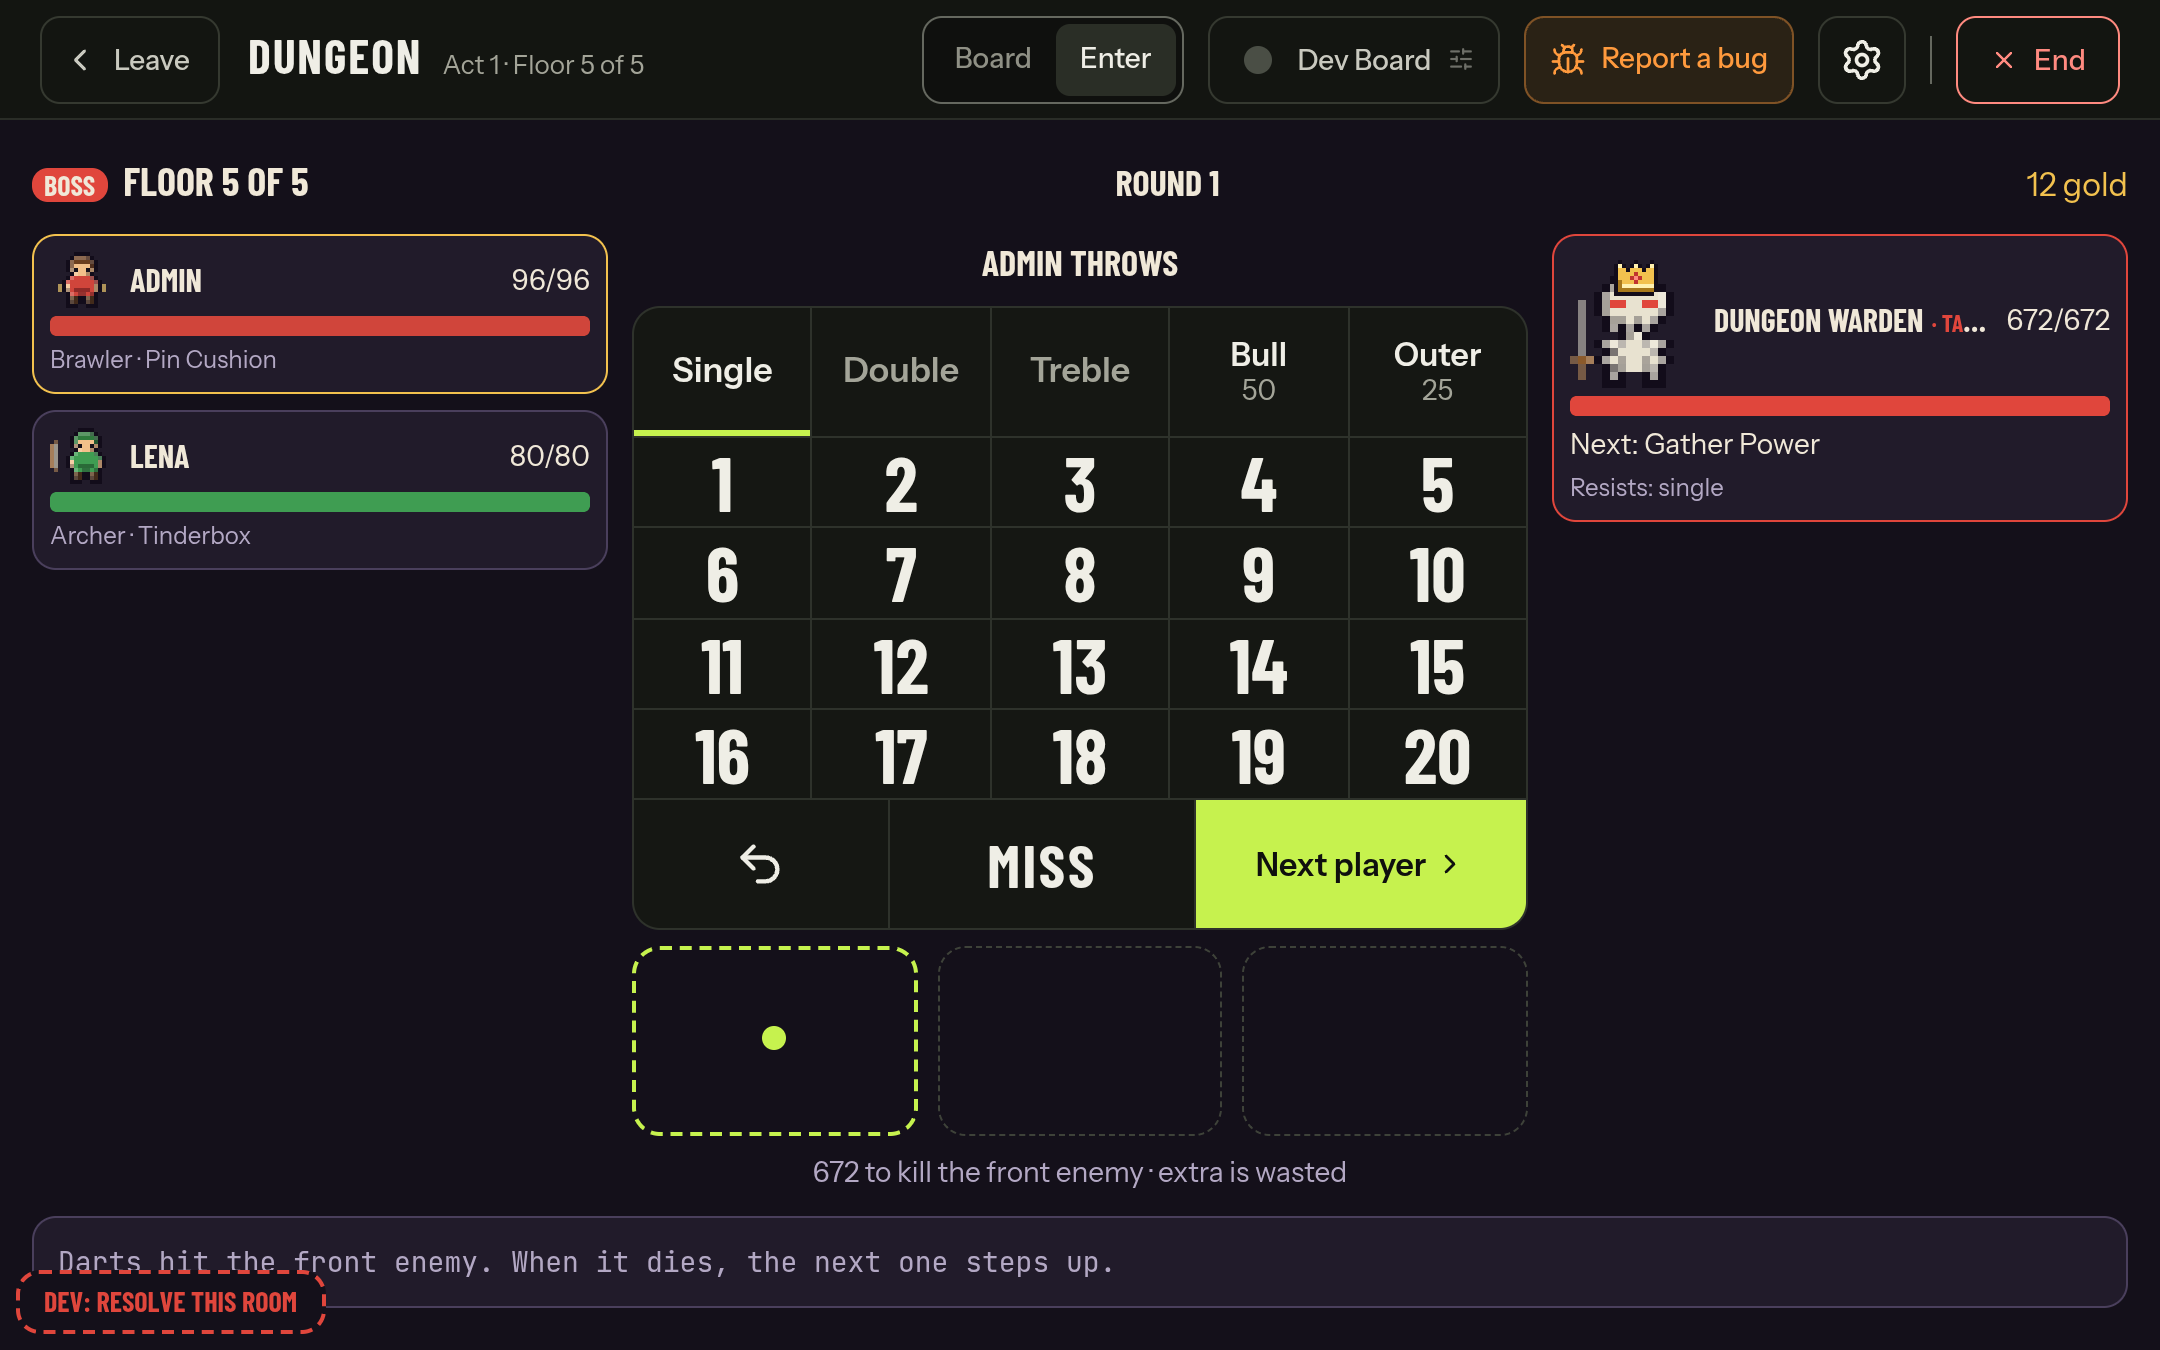 Leave
DUNGEON Act 1 · Floor 5 of 5
Board Enter
Dev Board
Report a bug
End
BOSS FLOOR 5 OF 5
ROUND 1
12 gold
ADMIN 96/96
Brawler · Pin Cushion
LENA 80/80
Archer · Tinderbox
ADMIN THROWS
Single Double Treble Bull 50 Outer 25
1 2 3 4 5
6 7 8 9 10
11 12 13 14 15
16 17 18 19 20
MISS Next player
672 to kill the front enemy · extra is wasted
DUNGEON WARDEN · TA... 672/672
Next: Gather Power
Resists: single
Darts hit the front enemy. When it dies, the next one steps up.
DEV: RESOLVE THIS ROOM